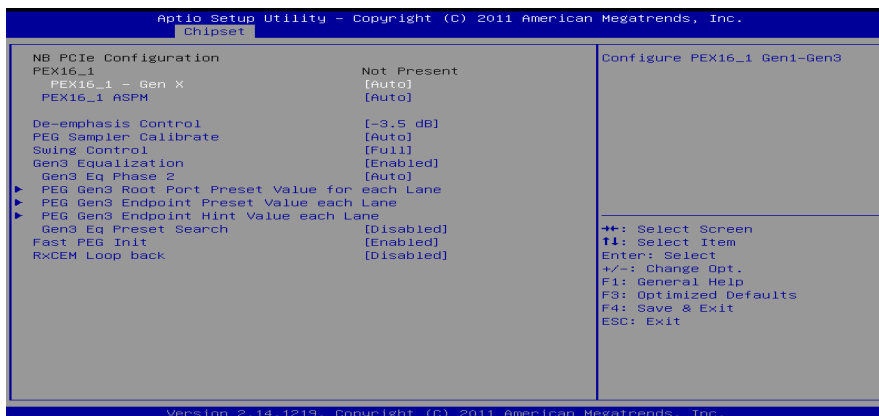 Aptio Setup Utility – Copyright (C) 2011 American Megatrends, Inc.
Chipset
NB PCIe Configuration
PEX16_1 Not Present
PEX16_1 – Gen X [Auto]
PEX16_1 ASPM [Auto]
De-emphasis Control [-3.5 dB]
PEG Sampler Calibrate [Auto]
Swing Control [Full]
Gen3 Equalization [Enabled]
Gen3 Eq Phase 2 [Auto]
PEG Gen3 Root Port Preset Value for each Lane
PEG Gen3 Endpoint Preset Value each Lane
PEG Gen3 Endpoint Hint Value each Lane
Gen3 Eq Preset Search [Disabled]
Fast PEG Init [Enabled]
RxCEM Loop back [Disabled]
Configure PEX16_1 Gen1-Gen3
→←: Select Screen
↑↓: Select Item
Enter: Select
+/-: Change Opt.
F1: General Help
F3: Optimized Defaults
F4: Save & Exit
ESC: Exit
Version 2.14.1219. Copyright (C) 2011 American Megatrends, Inc.